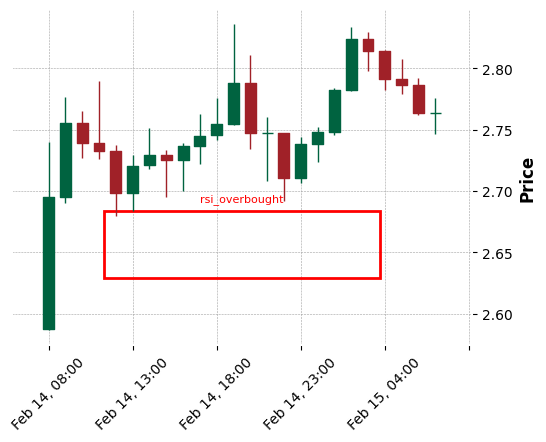 2.80
2.75
2.70
2.65
2.60
Price
rsi_overbought
Feb 14, 08:00
Feb 14, 13:00
Feb 14, 18:00
Feb 14, 23:00
Feb 15, 04:00